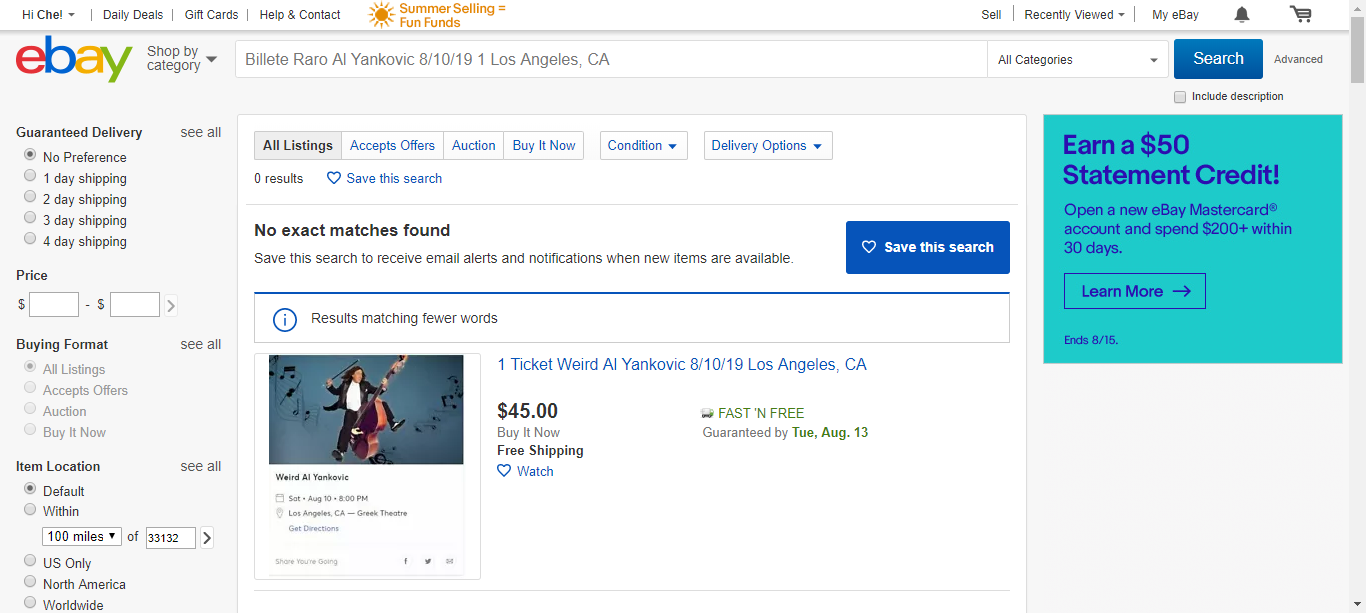 Hi Che!
Daily Deals
Gift Cards
Help & Contact
Summer Selling =
Fun Funds
Sell
Recently Viewed
My eBay
ebay
Shop by
category
Billete Raro Al Yankovic 8/10/19 1 Los Angeles, CA
All Categories
Search
Advanced
Include description
Guaranteed Delivery
see all
No Preference
1 day shipping
2 day shipping
3 day shipping
4 day shipping
Price
$ - $
Buying Format
see all
All Listings
Accepts Offers
Auction
Buy It Now
Item Location
see all
Default
Within
100 miles of 33132
US Only
North America
Worldwide
All Listings
Accepts Offers
Auction
Buy It Now
Condition
Delivery Options
0 results
Save this search
No exact matches found
Save this search to receive email alerts and notifications when new items are available.
Save this search
Results matching fewer words
Weird Al Yankovic
Sat • Aug 10 • 8:00 PM
Los Angeles, CA — Greek Theatre
Get Directions
Share You're Going
1 Ticket Weird Al Yankovic 8/10/19 Los Angeles, CA
$45.00
Buy It Now
Free Shipping
Watch
FAST 'N FREE
Guaranteed by Tue, Aug. 13
Earn a $50
Statement Credit!
Open a new eBay Mastercard®
account and spend $200+ within
30 days.
Learn More
Ends 8/15.